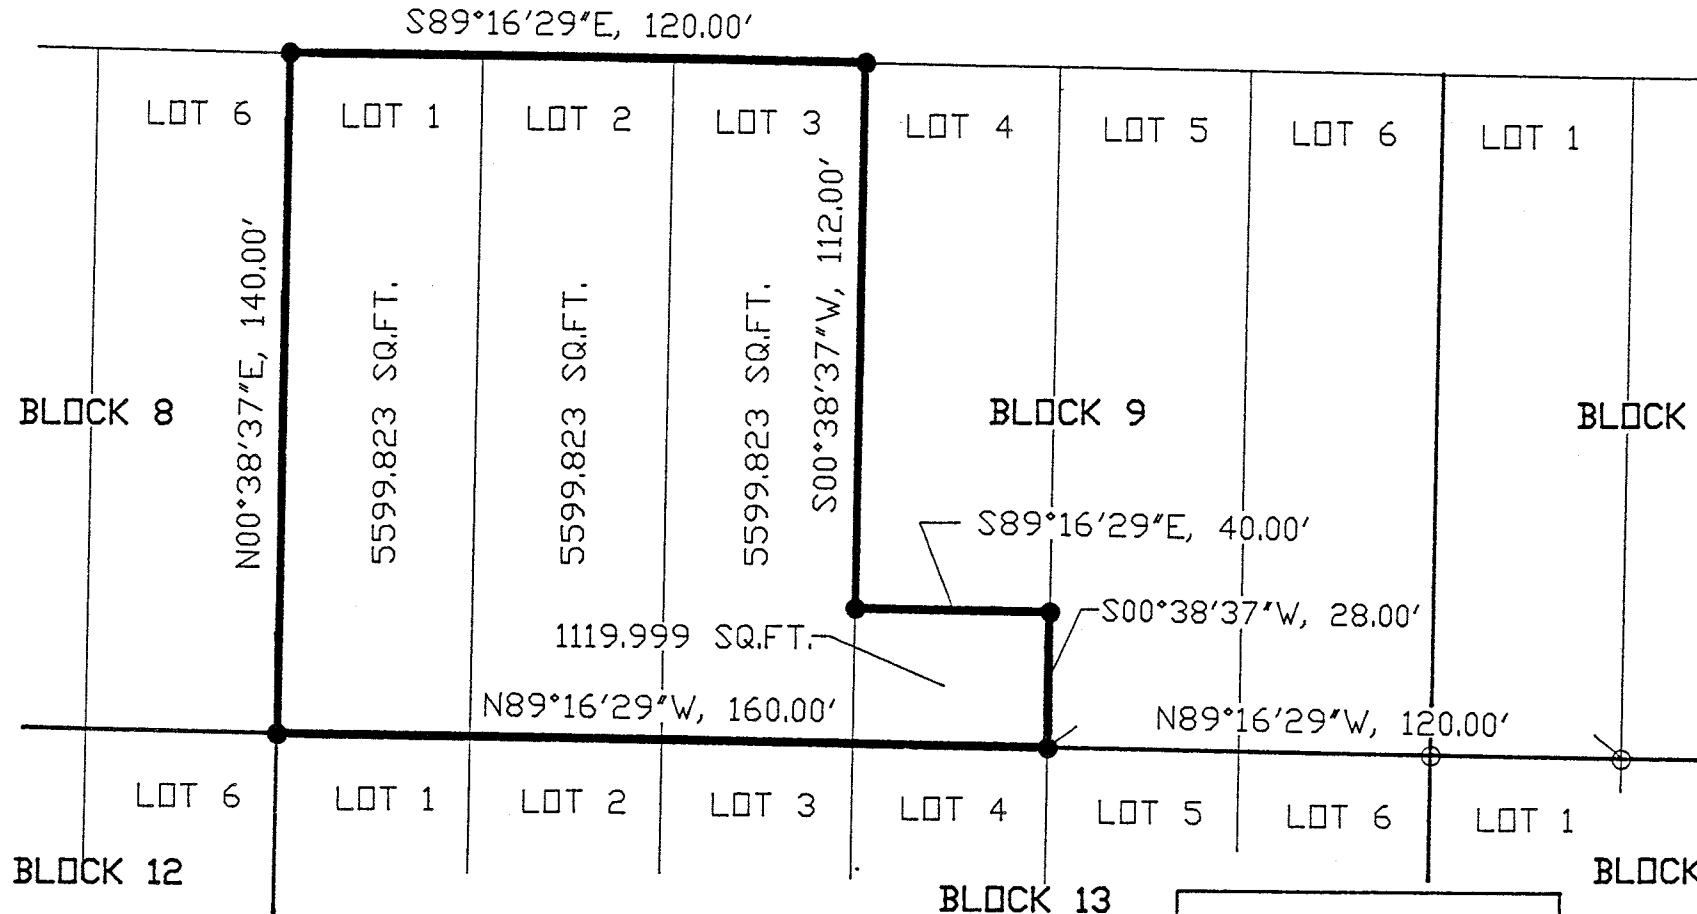 S89°16'29"E, 120.00'
LOT 6
LOT 1
LOT 2
LOT 3
LOT 4
LOT 5
LOT 6
LOT 1
N00°38'37"E, 140.00'
5599.823 SQ.FT.
5599.823 SQ.FT.
5599.823 SQ.FT.
S00°38'37"W, 112.00'
BLOCK 8
BLOCK 9
BLOCK
S89°16'29"E, 40.00'
S00°38'37"W, 28.00'
1119.999 SQ.FT.
N89°16'29"W, 160.00'
N89°16'29"W, 120.00'
LOT 6
LOT 1
LOT 2
LOT 3
LOT 4
LOT 5
LOT 6
LOT 1
BLOCK 12
BLOCK 13
BLOCK